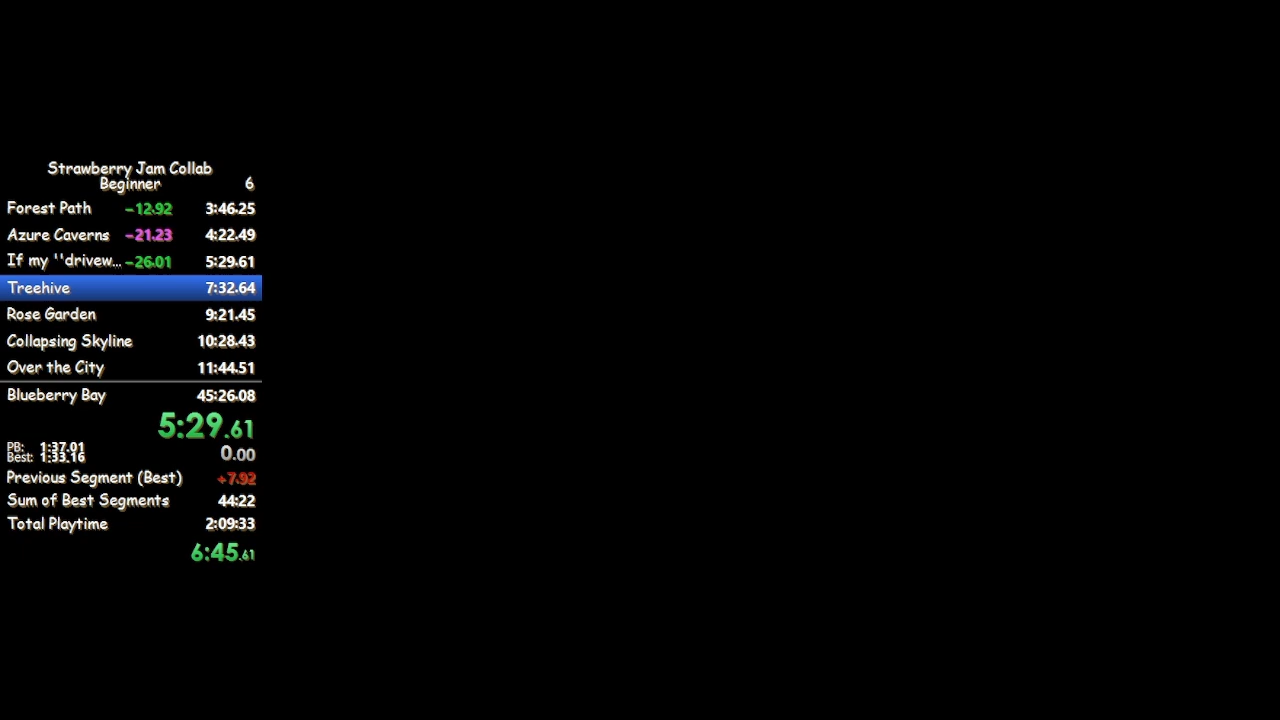 Strawberry Jam Collab
Beginner 6
Forest Path -12.92 3:46.25
Azure Caverns -21.23 4:22.49
If my ''drivew... -26.01 5:29.61
Treehive 7:32.64
Rose Garden 9:21.45
Collapsing Skyline 10:28.43
Over the City 11:44.51
Blueberry Bay 45:26.08
5:29.61
PB: 1:37.01
Best: 1:33.16
0.00
Previous Segment (Best) +7.92
Sum of Best Segments 44:22
Total Playtime 2:09:33
6:45.61